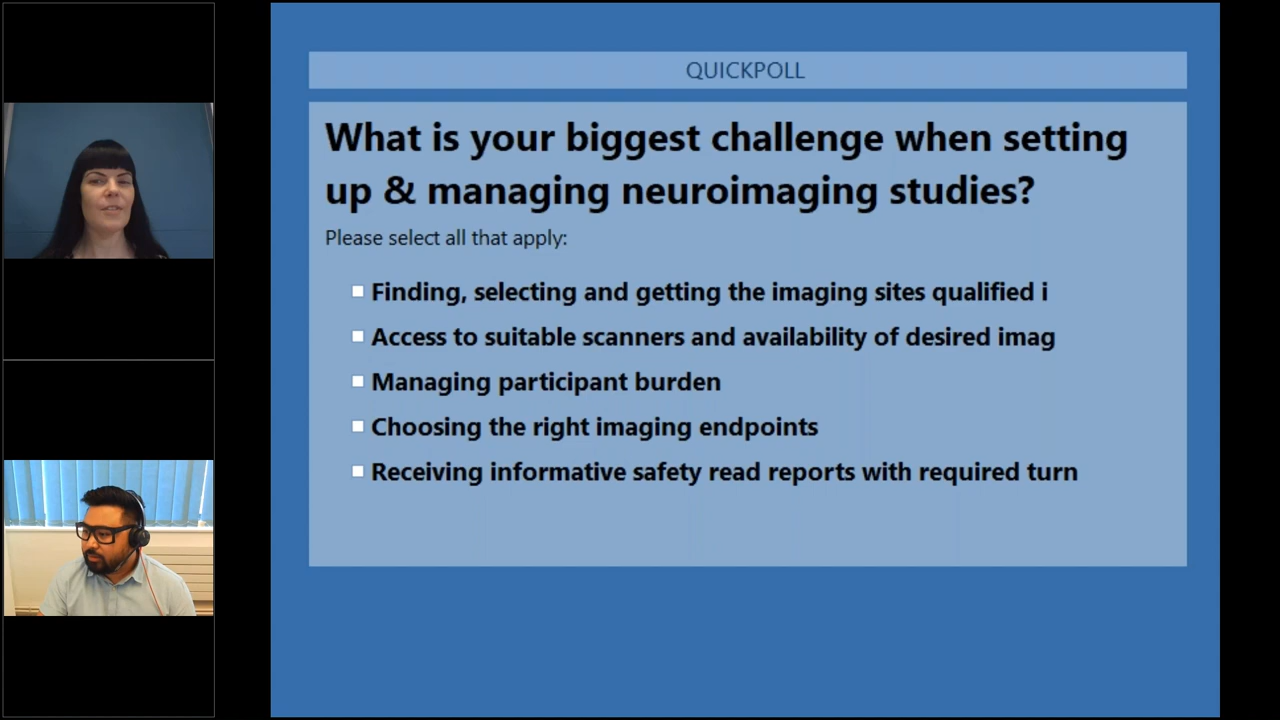 QUICKPOLL
What is your biggest challenge when setting
up & managing neuroimaging studies?
Please select all that apply:
Finding, selecting and getting the imaging sites qualified i
Access to suitable scanners and availability of desired imag
Managing participant burden
Choosing the right imaging endpoints
Receiving informative safety read reports with required turn